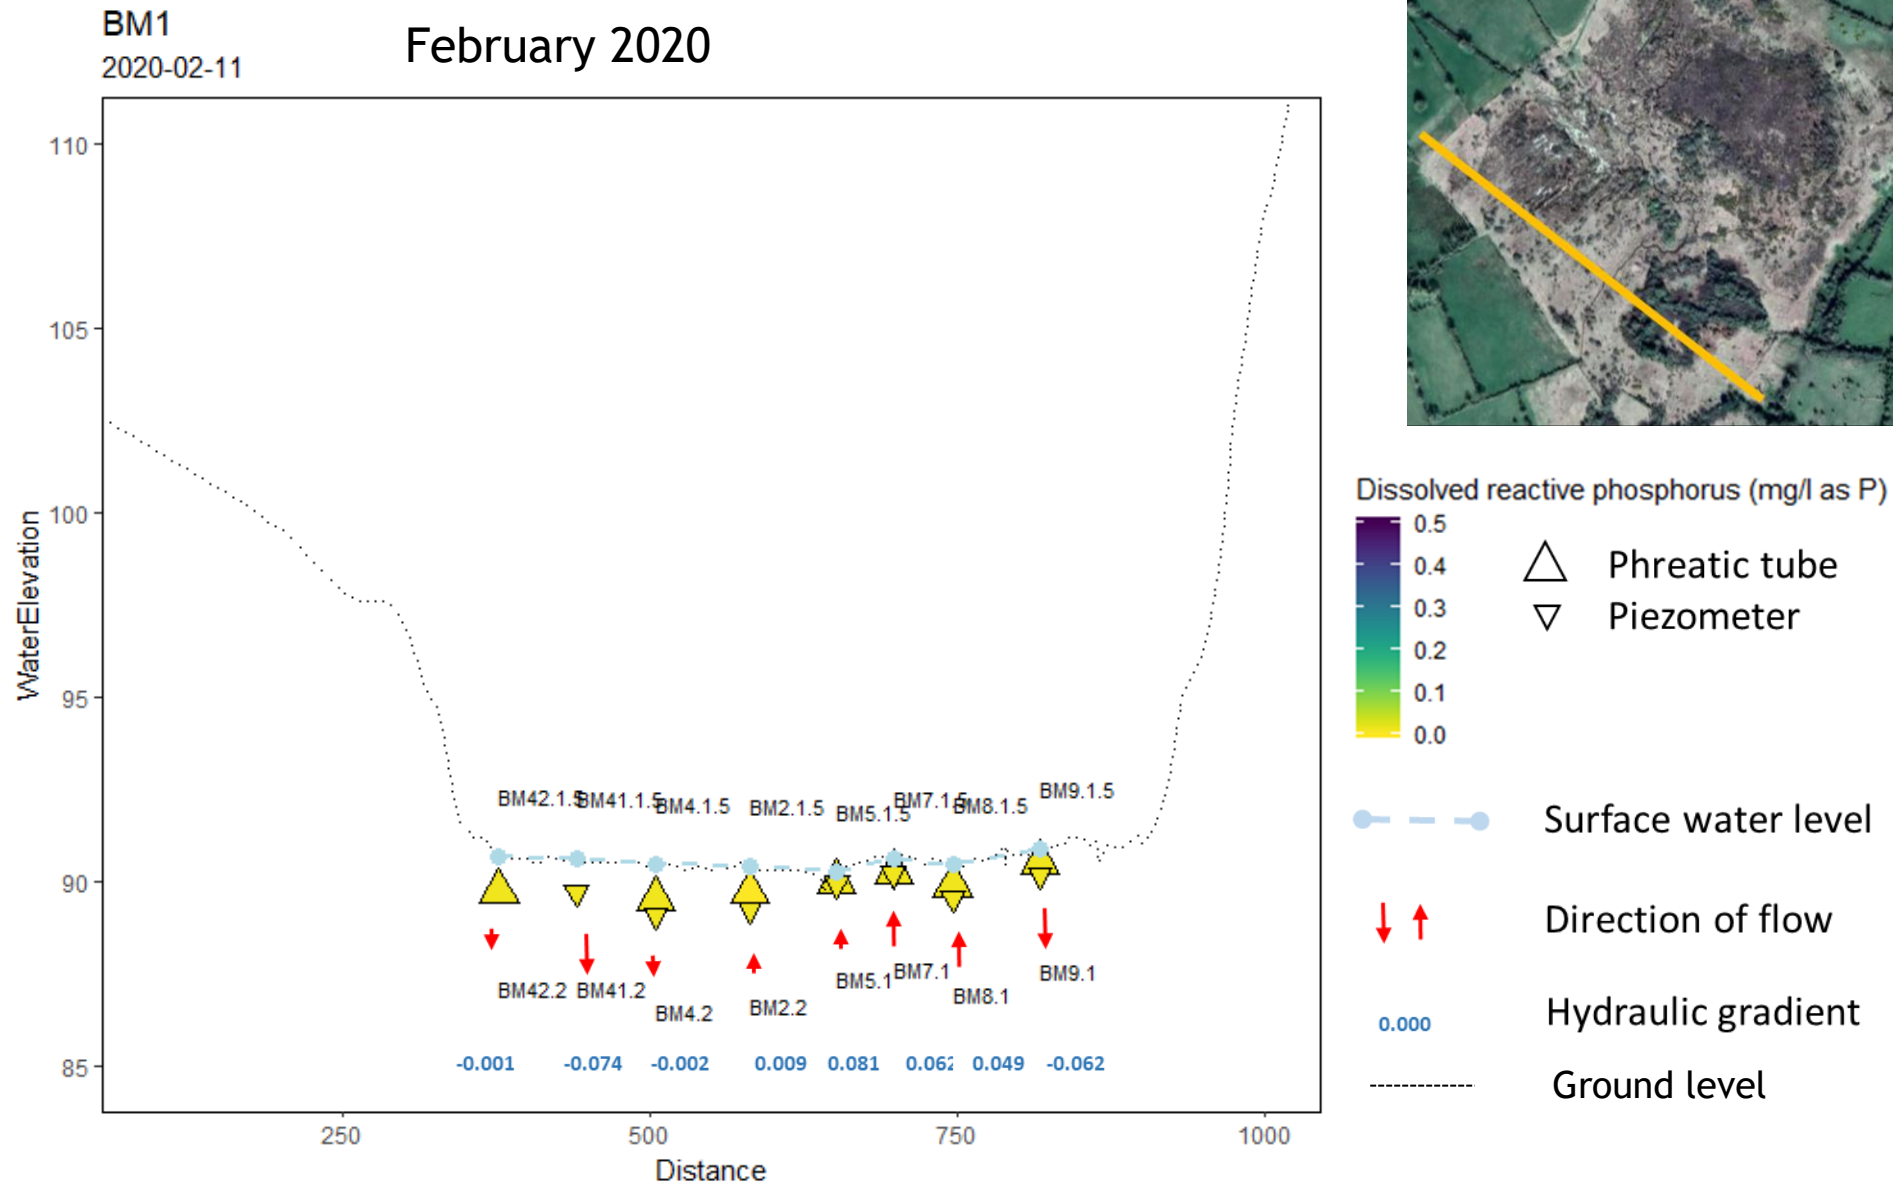 BM1
2020-02-11
February 2020
110
105
100
95
90
85
WaterElevation
BM42.1.5
BM41.1.5
BM4.1.5
BM2.1.5
BM5.1.5
BM7.1.5
BM8.1.5
BM9.1.5
BM42.2
BM41.2
BM4.2
BM2.2
BM5.1
BM7.1
BM8.1
BM9.1
-0.001
-0.074
-0.002
0.009
0.081
0.062
0.049
-0.062
250
500
750
1000
Distance
Dissolved reactive phosphorus (mg/l as P)
0.5
0.4
0.3
0.2
0.1
0.0
Phreatic tube
Piezometer
Surface water level
Direction of flow
0.000
Hydraulic gradient
Ground level